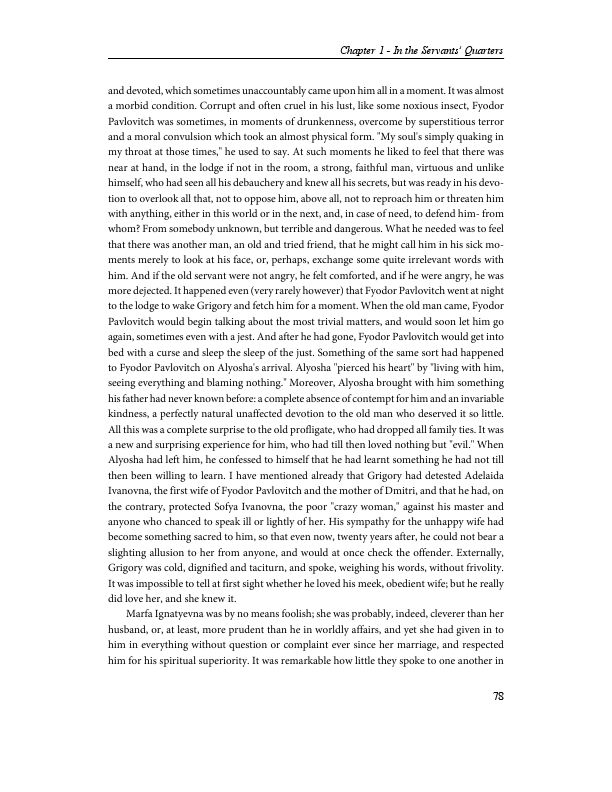 Chapter 1 - In the Servants' Quarters
and devoted, which sometimes unaccountably came upon him all in a moment. It was almost
a morbid condition. Corrupt and often cruel in his lust, like some noxious insect, Fyodor
Pavlovitch was sometimes, in moments of drunkenness, overcome by superstitious terror
and a moral convulsion which took an almost physical form. "My soul's simply quaking in
my throat at those times," he used to say. At such moments he liked to feel that there was
near at hand, in the lodge if not in the room, a strong, faithful man, virtuous and unlike
himself, who had seen all his debauchery and knew all his secrets, but was ready in his devo-
tion to overlook all that, not to oppose him, above all, not to reproach him or threaten him
with anything, either in this world or in the next, and, in case of need, to defend him- from
whom? From somebody unknown, but terrible and dangerous. What he needed was to feel
that there was another man, an old and tried friend, that he might call him in his sick mo-
ments merely to look at his face, or, perhaps, exchange some quite irrelevant words with
him. And if the old servant were not angry, he felt comforted, and if he were angry, he was
more dejected. It happened even (very rarely however) that Fyodor Pavlovitch went at night
to the lodge to wake Grigory and fetch him for a moment. When the old man came, Fyodor
Pavlovitch would begin talking about the most trivial matters, and would soon let him go
again, sometimes even with a jest. And after he had gone, Fyodor Pavlovitch would get into
bed with a curse and sleep the sleep of the just. Something of the same sort had happened
to Fyodor Pavlovitch on Alyosha's arrival. Alyosha "pierced his heart" by "living with him,
seeing everything and blaming nothing." Moreover, Alyosha brought with him something
his father had never known before: a complete absence of contempt for him and an invariable
kindness, a perfectly natural unaffected devotion to the old man who deserved it so little.
All this was a complete surprise to the old profligate, who had dropped all family ties. It was
a new and surprising experience for him, who had till then loved nothing but "evil." When
Alyosha had left him, he confessed to himself that he had learnt something he had not till
then been willing to learn. I have mentioned already that Grigory had detested Adelaida
Ivanovna, the first wife of Fyodor Pavlovitch and the mother of Dmitri, and that he had, on
the contrary, protected Sofya Ivanovna, the poor "crazy woman," against his master and
anyone who chanced to speak ill or lightly of her. His sympathy for the unhappy wife had
become something sacred to him, so that even now, twenty years after, he could not bear a
slighting allusion to her from anyone, and would at once check the offender. Externally,
Grigory was cold, dignified and taciturn, and spoke, weighing his words, without frivolity.
It was impossible to tell at first sight whether he loved his meek, obedient wife; but he really
did love her, and she knew it.
Marfa Ignatyevna was by no means foolish; she was probably, indeed, cleverer than her
husband, or, at least, more prudent than he in worldly affairs, and yet she had given in to
him in everything without question or complaint ever since her marriage, and respected
him for his spiritual superiority. It was remarkable how little they spoke to one another in
78